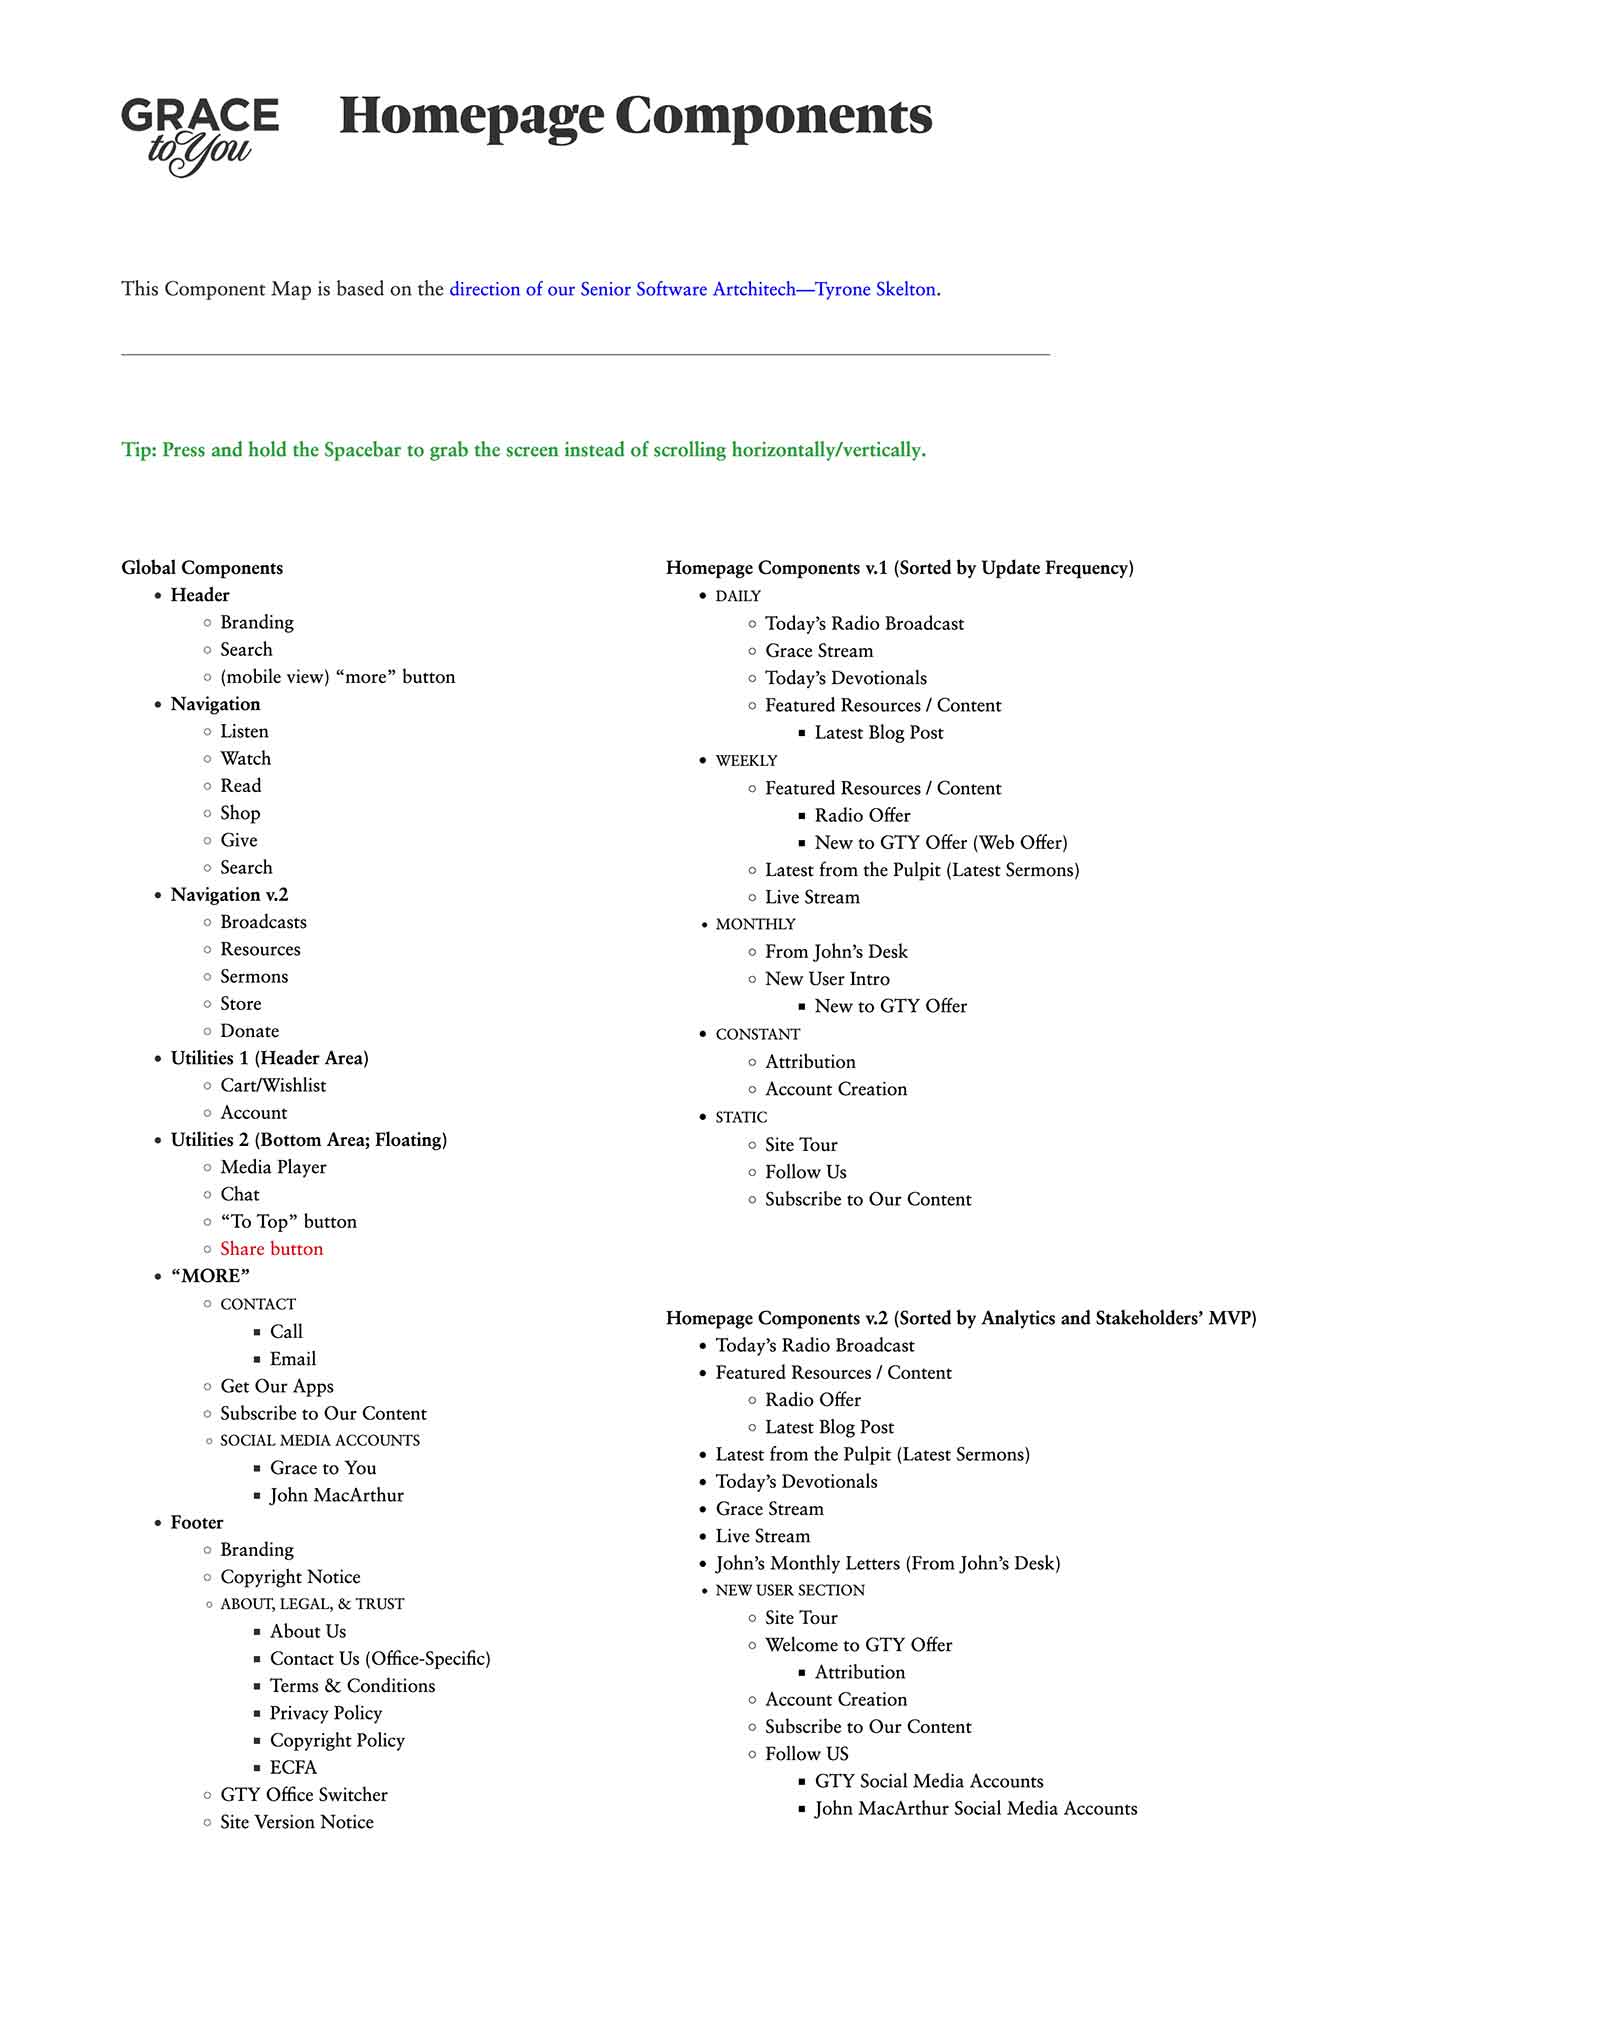 GRACE
to You
Homepage Components
This Component Map is based on the direction of our Senior Software Artchitech—Tyrone Skelton.
Tip: Press and hold the Spacebar to grab the screen instead of scrolling horizontally/vertically.
Global Components
Header
Branding
Search
(mobile view) “more” button
Navigation
Listen
Watch
Read
Shop
Give
Search
Navigation v.2
Broadcasts
Resources
Sermons
Store
Donate
Utilities 1 (Header Area)
Cart/Wishlist
Account
Utilities 2 (Bottom Area; Floating)
Media Player
Chat
“To Top” button
Share button
“MORE”
CONTACT
Call
Email
Get Our Apps
Subscribe to Our Content
SOCIAL MEDIA ACCOUNTS
Grace to You
John MacArthur
Footer
Branding
Copyright Notice
ABOUT, LEGAL, & TRUST
About Us
Contact Us (Office-Specific)
Terms & Conditions
Privacy Policy
Copyright Policy
ECFA
GTY Office Switcher
Site Version Notice
Homepage Components v.1 (Sorted by Update Frequency)
DAILY
Today’s Radio Broadcast
Grace Stream
Today’s Devotionals
Featured Resources / Content
Latest Blog Post
WEEKLY
Featured Resources / Content
Radio Offer
New to GTY Offer (Web Offer)
Latest from the Pulpit (Latest Sermons)
Live Stream
MONTHLY
From John’s Desk
New User Intro
New to GTY Offer
CONSTANT
Attribution
Account Creation
STATIC
Site Tour
Follow Us
Subscribe to Our Content
Homepage Components v.2 (Sorted by Analytics and Stakeholders’ MVP)
Today’s Radio Broadcast
Featured Resources / Content
Radio Offer
Latest Blog Post
Latest from the Pulpit (Latest Sermons)
Today’s Devotionals
Grace Stream
Live Stream
John’s Monthly Letters (From John’s Desk)
NEW USER SECTION
Site Tour
Welcome to GTY Offer
Attribution
Account Creation
Subscribe to Our Content
Follow US
GTY Social Media Accounts
John MacArthur Social Media Accounts